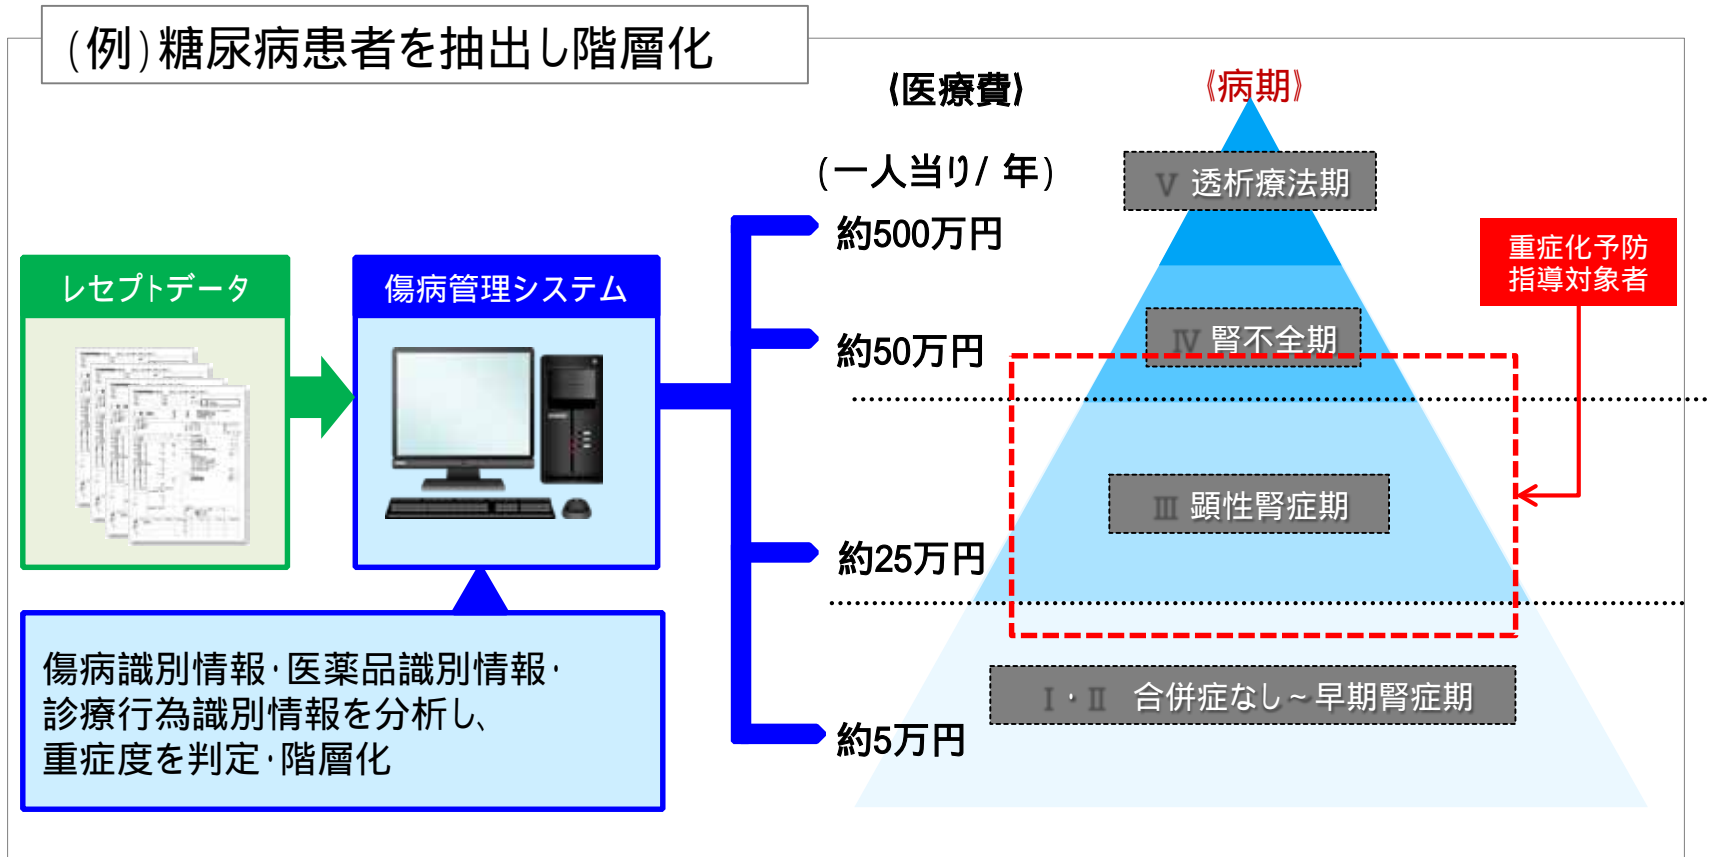 (例)糖尿病患者を抽出し階層化
《医療費》
(一人当り/ 年)
《病期》
Ⅴ 透析療法期
約500万円
重症化予防
指導対象者
レセプトデータ
傷病管理システム
Ⅳ 腎不全期
約50万円
Ⅲ 顕性腎症期
約25万円
Ⅰ・Ⅱ 合併症なし~早期腎症期
約5万円
傷病識別情報・医薬品識別情報・
診療行為識別情報を分析し、
重症度を判定・階層化